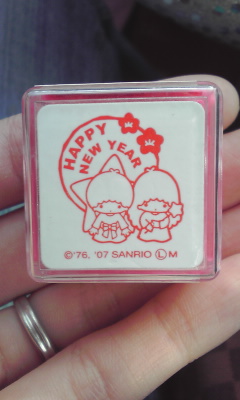 HAPPY
NEW YEAR
©'76, '07 SANRIO Ⓛ M